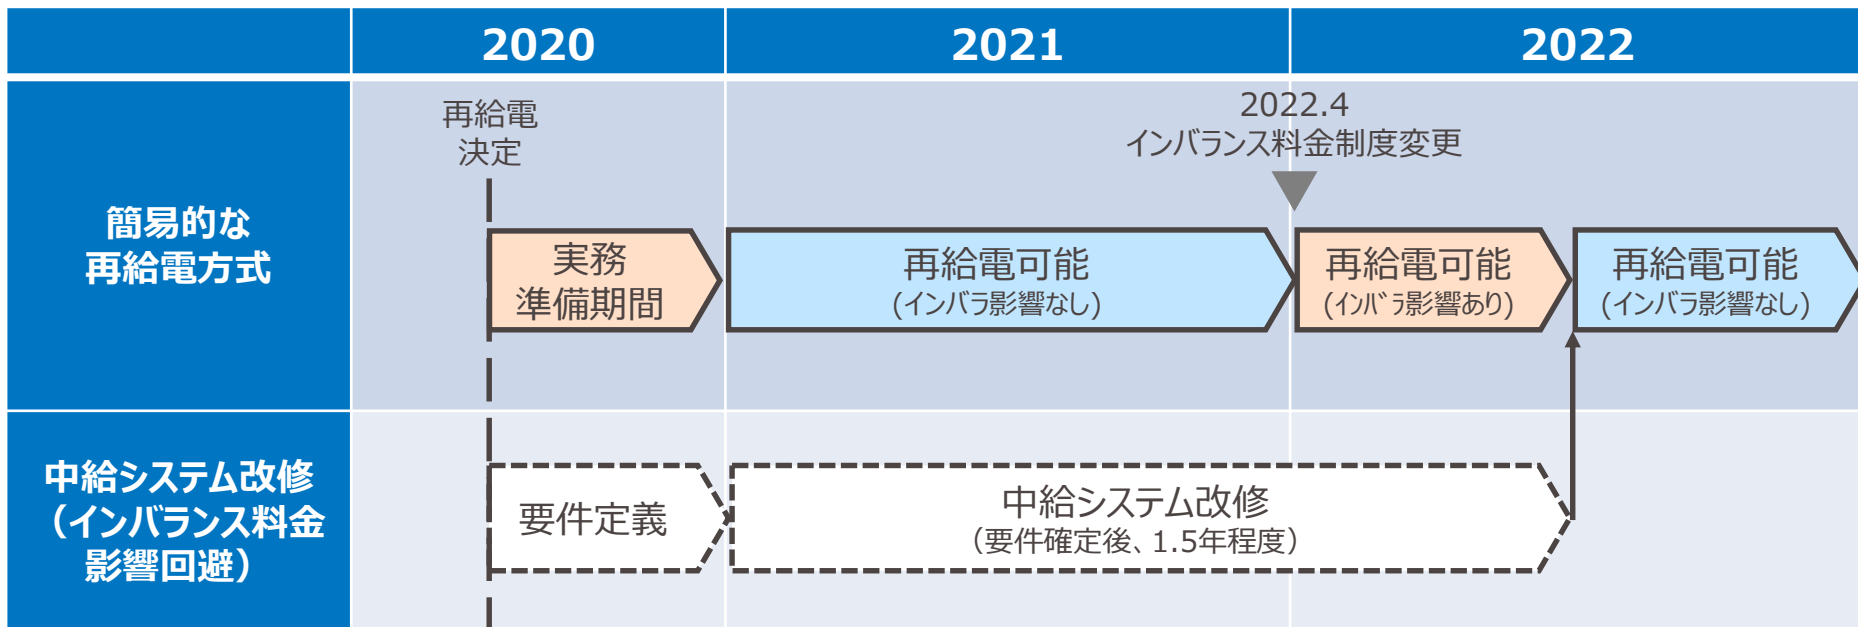 2020
2021
2022
簡易的な
再給電方式
再給電
決定
2022.4
インバランス料金制度変更
実務
準備期間
再給電可能
(インバラ影響なし)
再給電可能
(ｲﾝﾊﾞﾗ影響あり)
再給電可能
(インバラ影響なし)
中給システム改修
（インバランス料金
影響回避）
要件定義
中給システム改修
（要件確定後、1.5年程度）